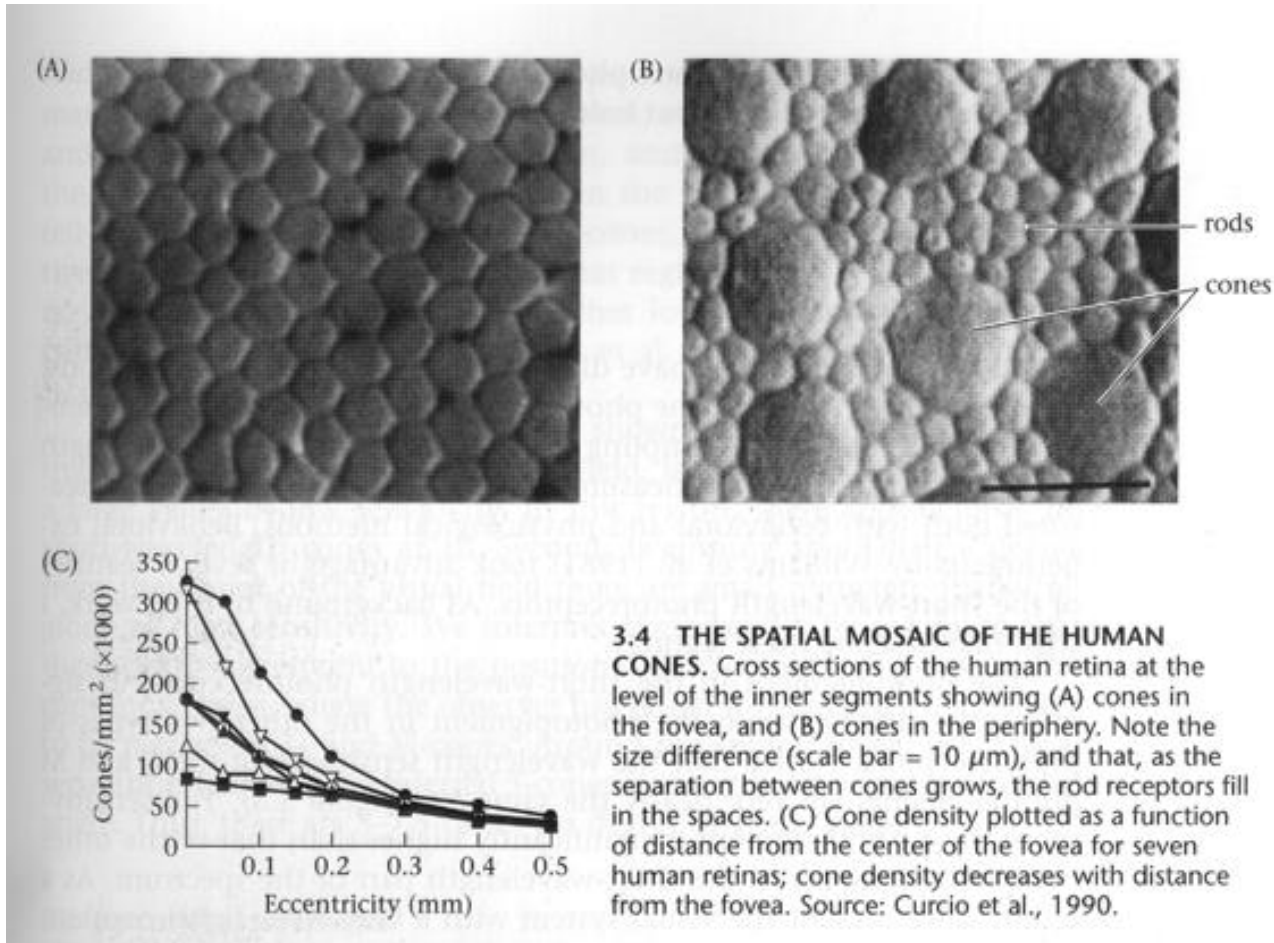 (A)
(B)
rods
cones
(C)
350
300
250
200
150
100
50
0
Cones/mm² (×1000)
0.1
0.2
0.3
0.4
0.5
Eccentricity (mm)
3.4 THE SPATIAL MOSAIC OF THE HUMAN
CONES. Cross sections of the human retina at the
level of the inner segments showing (A) cones in
the fovea, and (B) cones in the periphery. Note the
size difference (scale bar = 10 μm), and that, as the
separation between cones grows, the rod receptors fill
in the spaces. (C) Cone density plotted as a function
of distance from the center of the fovea for seven
human retinas; cone density decreases with distance
from the fovea. Source: Curcio et al., 1990.